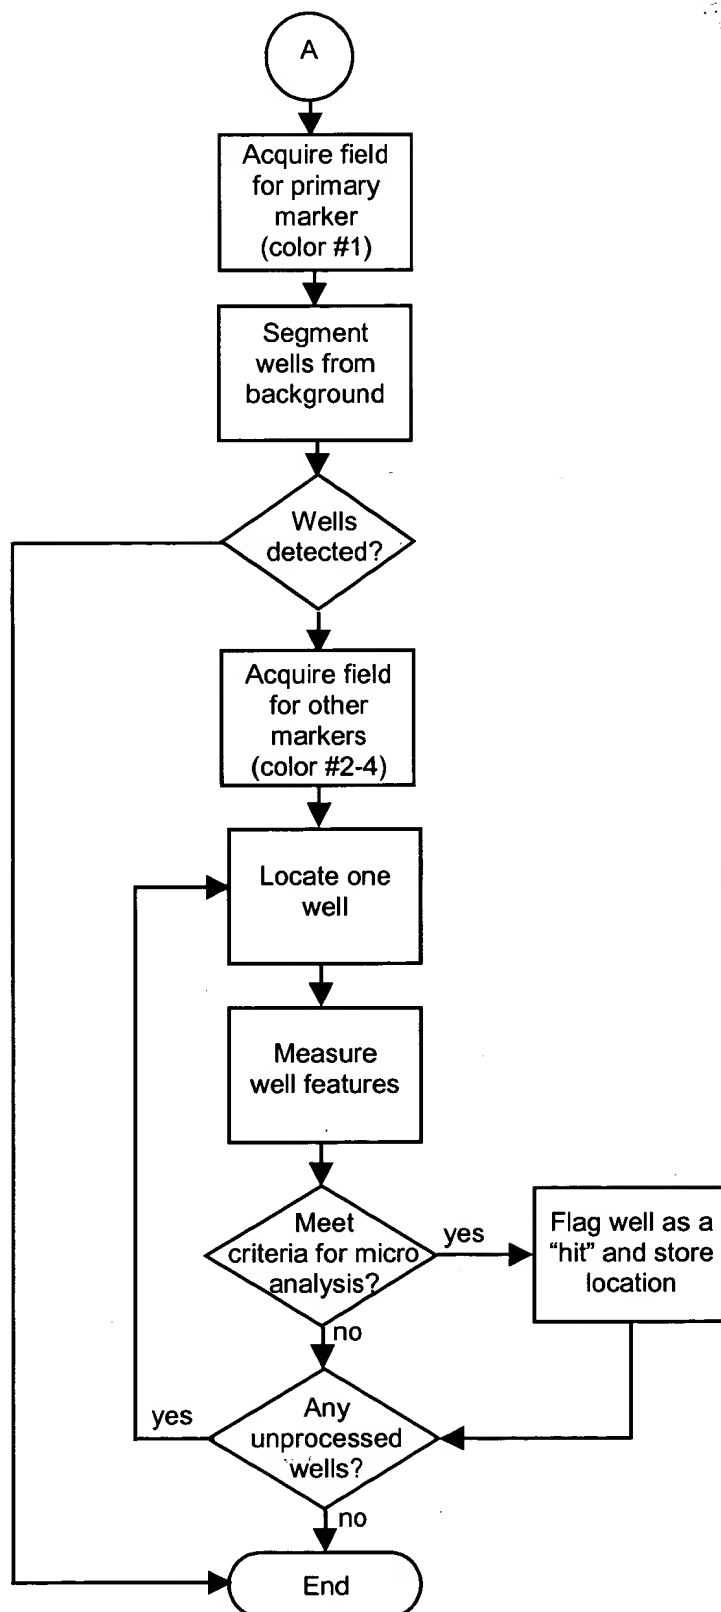 A
Acquire field
for primary
marker
(color #1)
Segment
wells from
background
Wells
detected?
Acquire field
for other
markers
(color #2-4)
Locate one
well
Measure
well features
Meet
criteria for micro
analysis?
yes
Flag well as a
“hit” and store
location
no
Any
unprocessed
wells?
yes
no
End